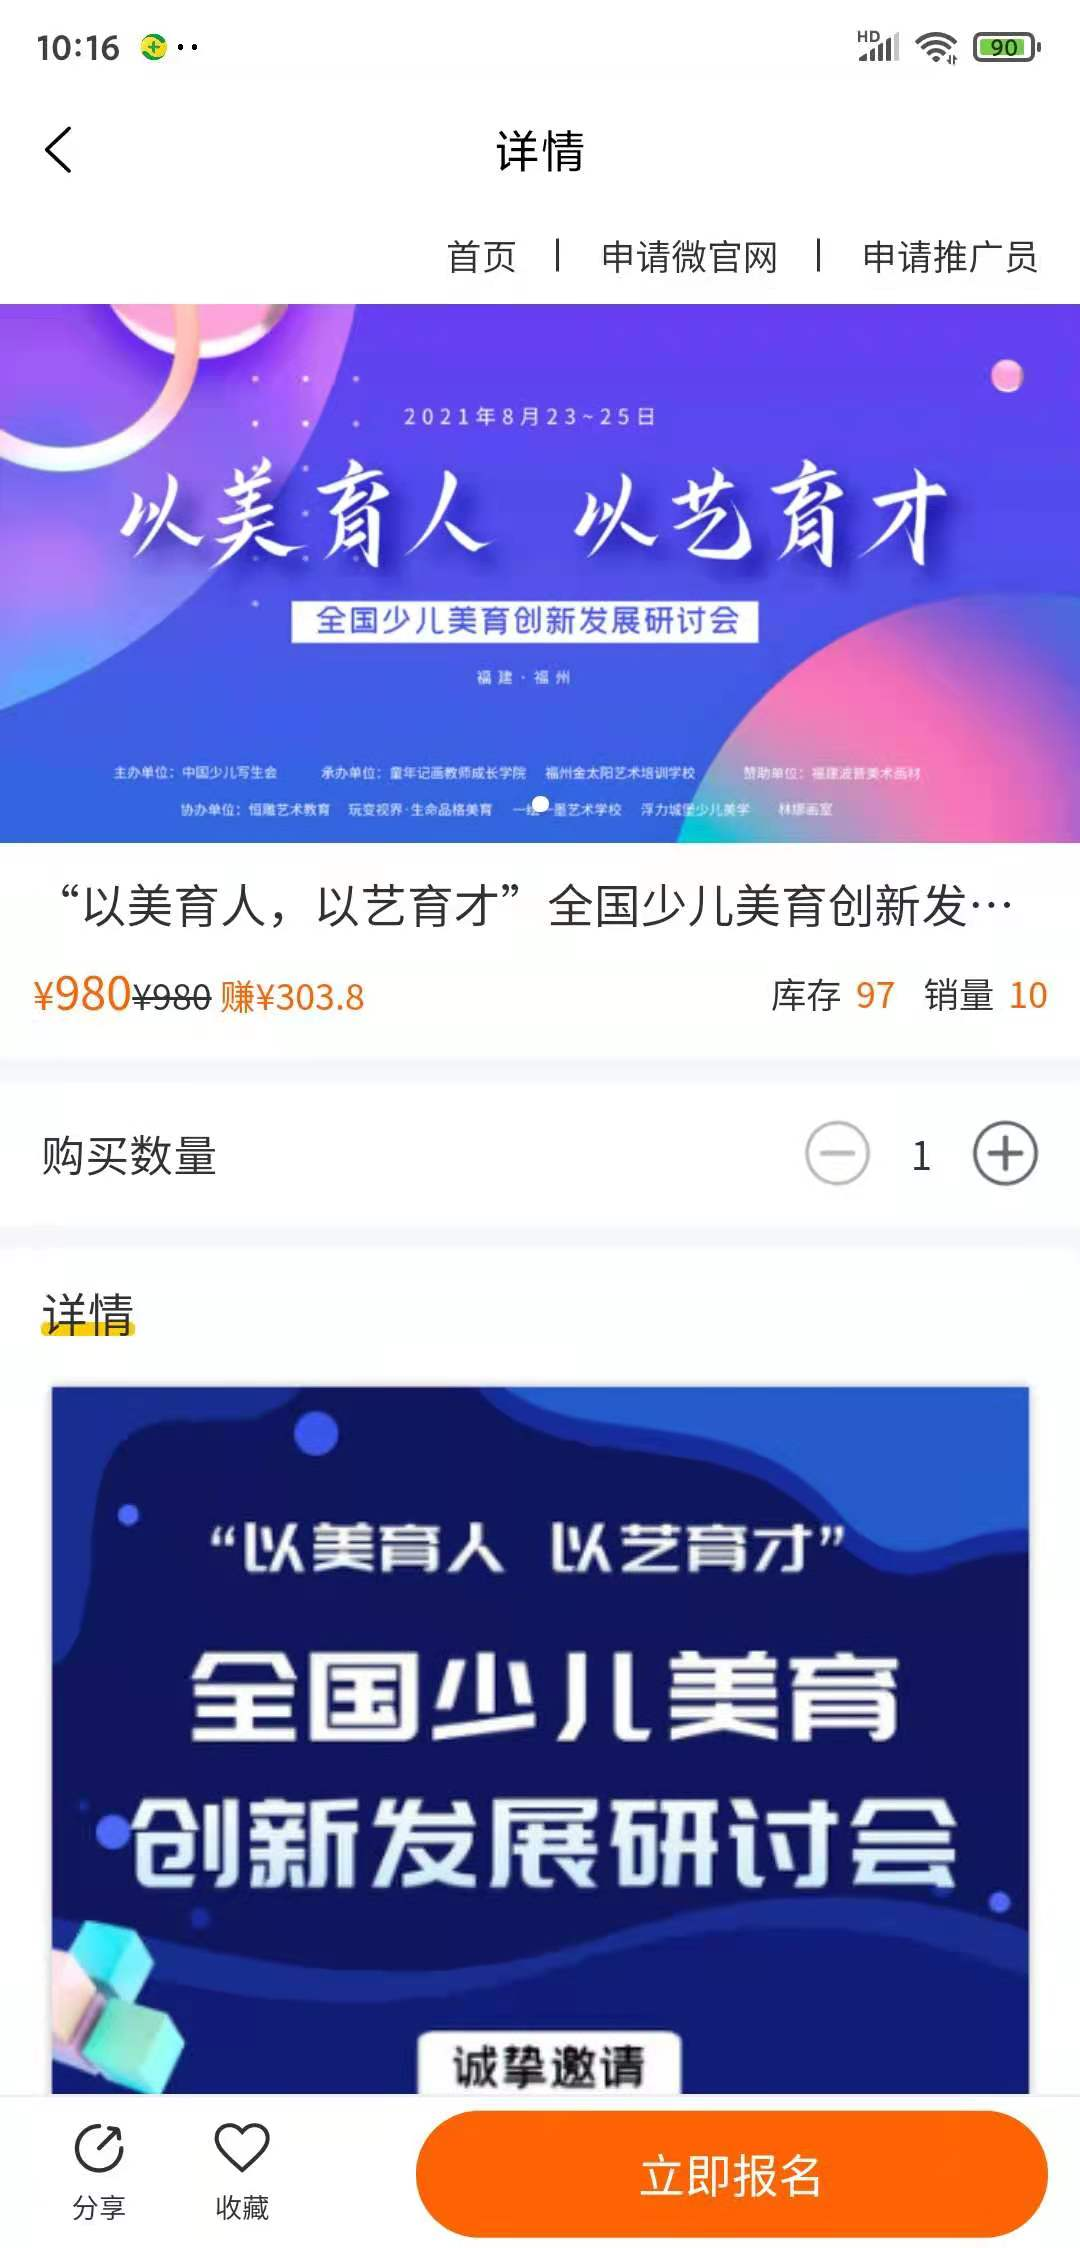 10:16
HD
90
详情
首页 | 申请微官网 | 申请推广员
2021年8月23~25日
以美育人 以艺育才
全国少儿美育创新发展研讨会
福建·福州
主办单位：中国少儿写生会 承办单位：童年记画教师成长学院 福州金太阳艺术培训学校 赞助单位：福建波普美术画材
协办单位：恒雕艺术教育 玩变视界·生命品格美育 墨艺术学校 浮力城堡少儿美学 林娜画室
“以美育人，以艺育才”全国少儿美育创新发…
¥980¥980 赚¥303.8 库存 97 销量 10
购买数量 1
详情
“以美育人 以艺育才”
全国少儿美育
创新发展研讨会
诚挚邀请
分享 收藏 立即报名